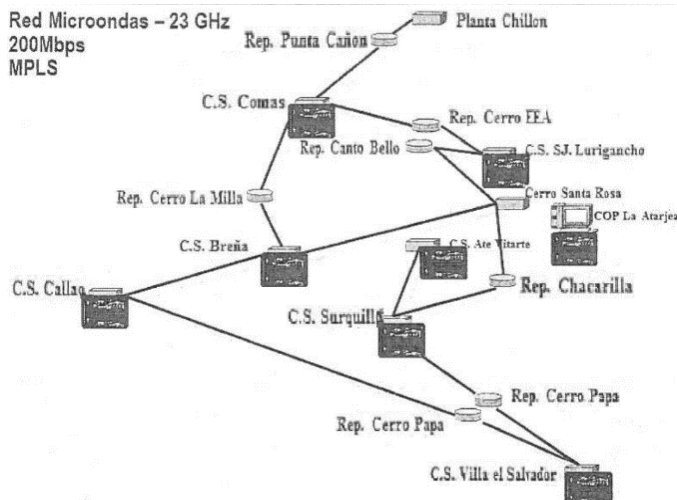 Red Microondas – 23 GHz
200Mbps
MPLS
Planta Chillon
Rep. Punta Cañon
C.S. Comas
Rep. Cerro EEA
Rep. Canto Bello
C.S. SJ. Lurigancho
Rep. Cerro La Milla
Cerro Santa Rosa
COP La Atarjea
C.S. Breña
C.S. Ate Vitarte
C.S. Callao
Rep. Chacarilla
C.S. Surquillo
Rep. Cerro Papa
Rep. Cerro Papa
C.S. Villa el Salvador